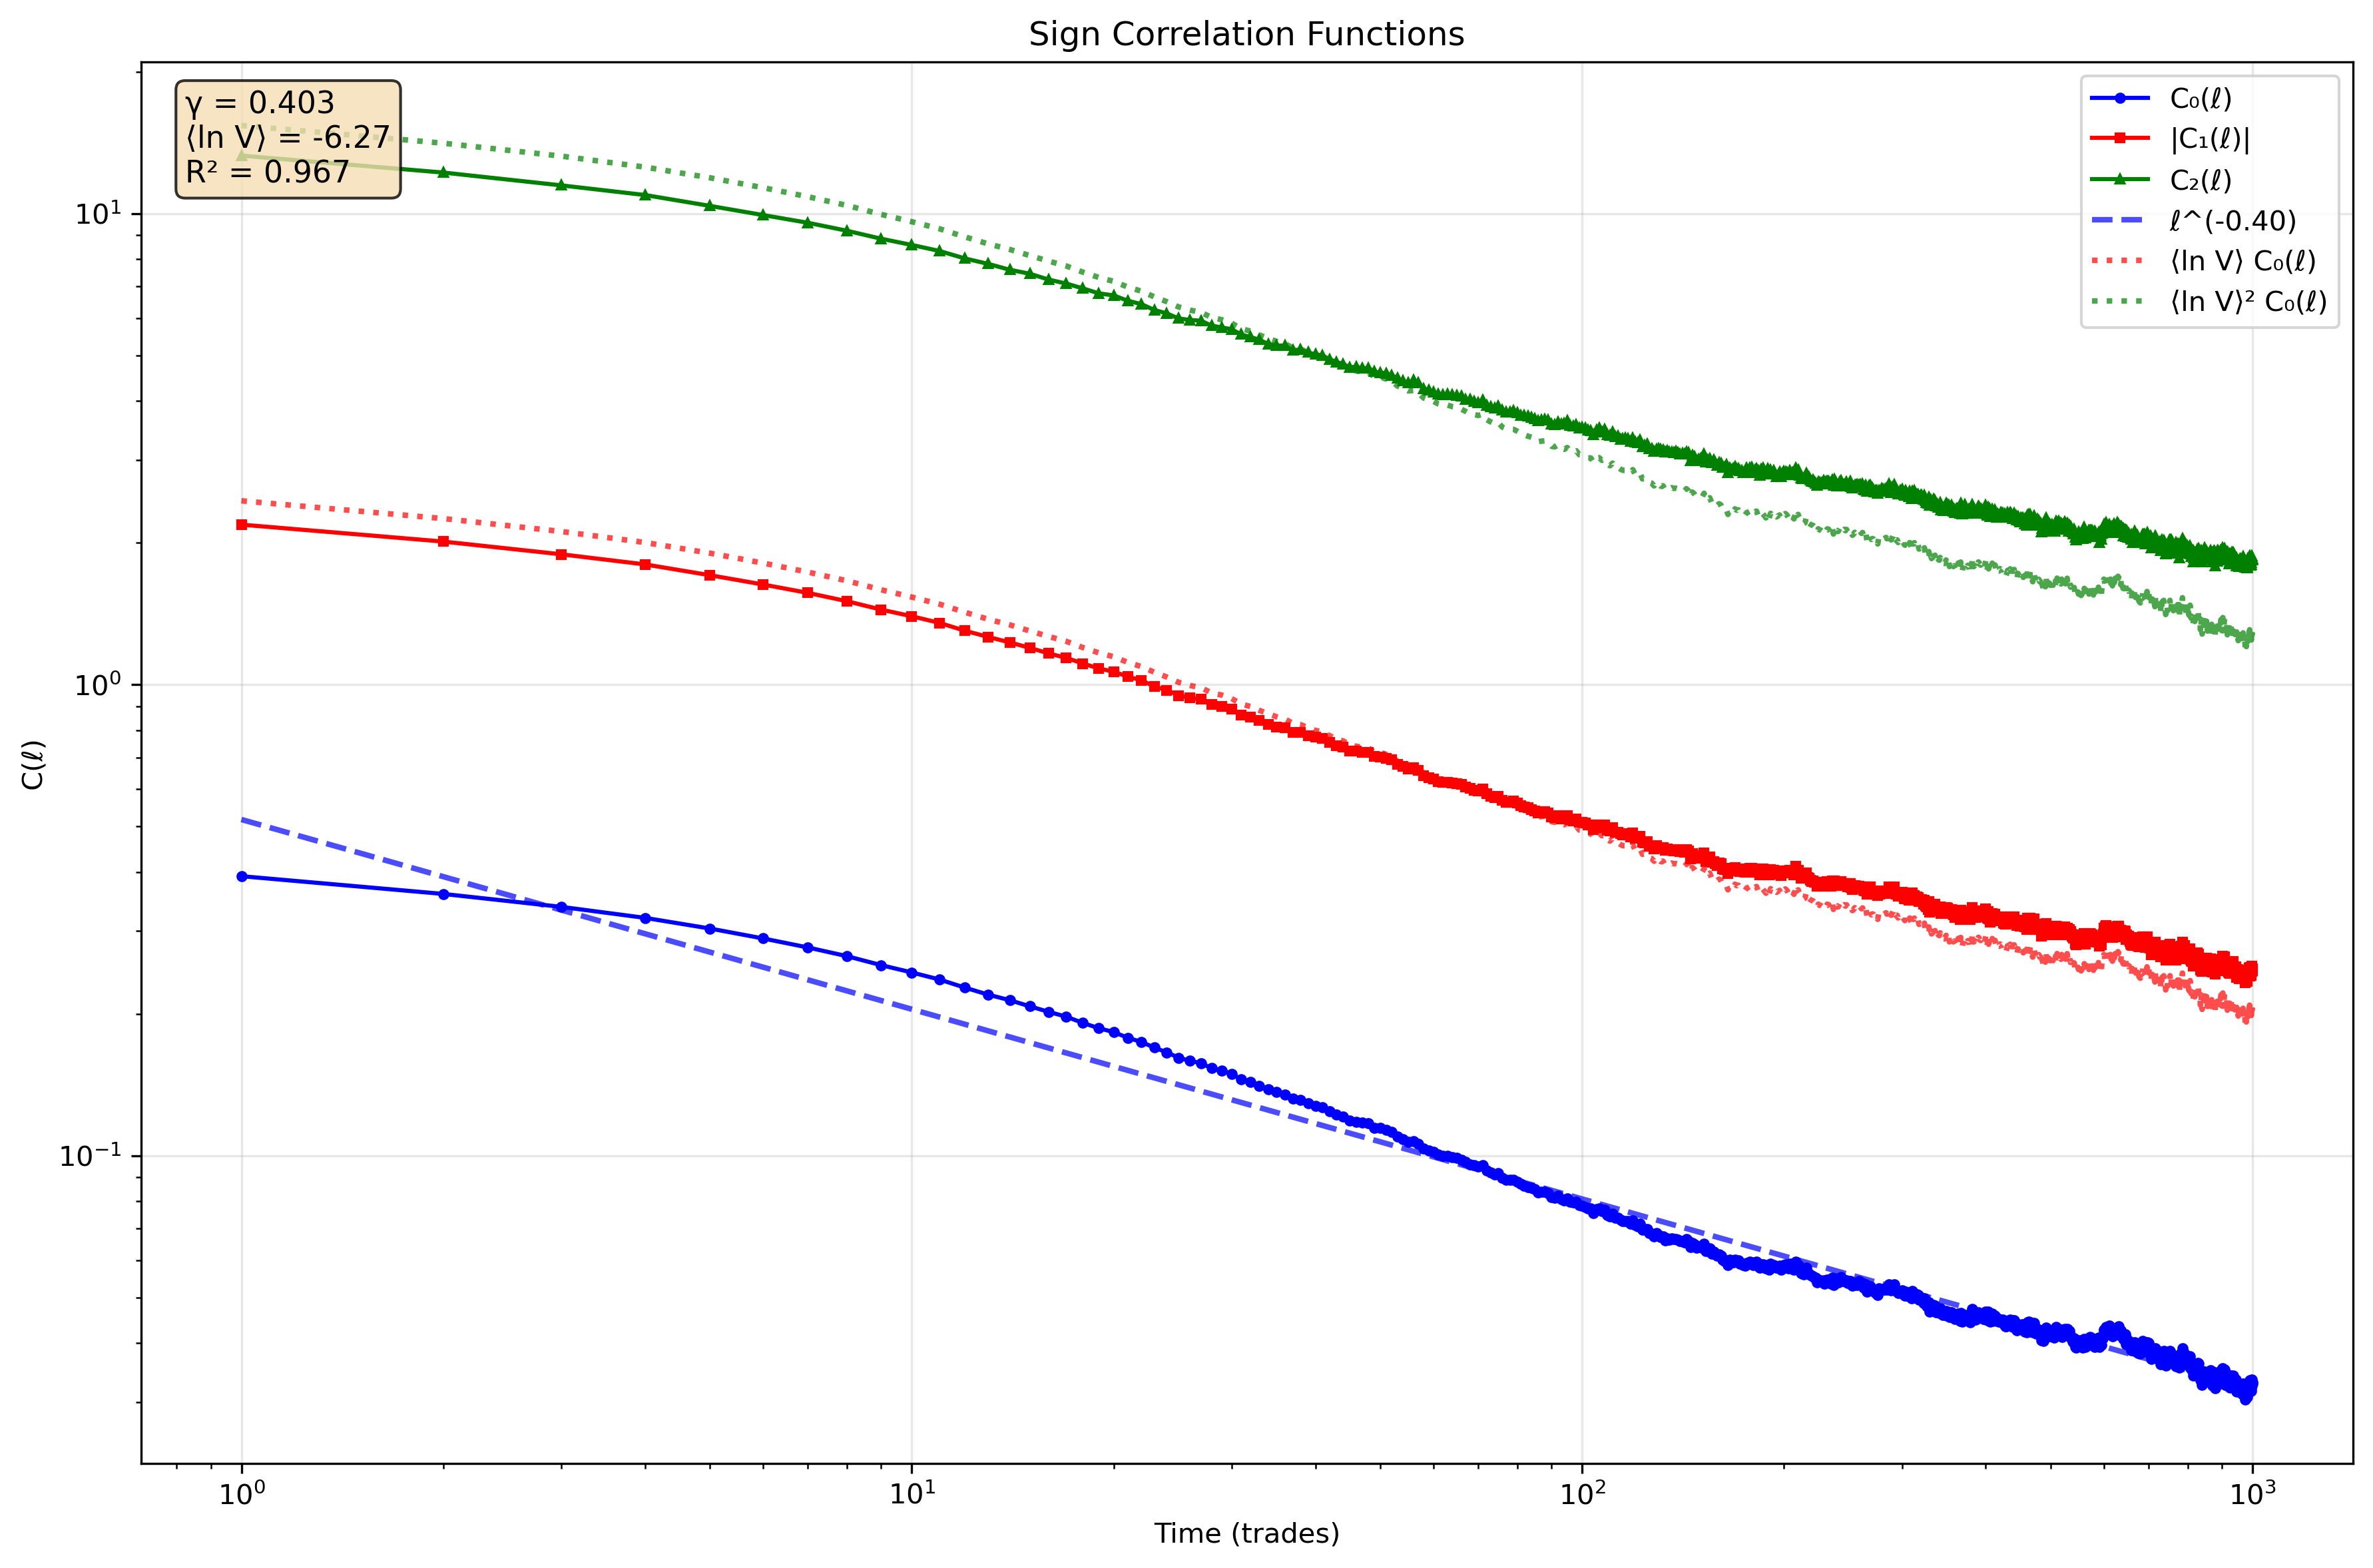 Sign Correlation Functions
γ = 0.403
⟨ln V⟩ = -6.27
R² = 0.967
C₀(ℓ)
|C₁(ℓ)|
C₂(ℓ)
ℓ^(-0.40)
⟨ln V⟩ C₀(ℓ)
⟨ln V⟩² C₀(ℓ)
10¹
10⁰
10⁻¹
C(ℓ)
10⁰ 10¹ 10² 10³
Time (trades)